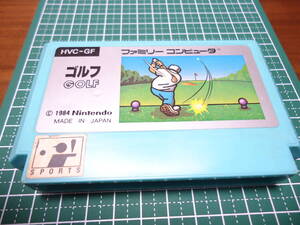 HVC-GF
ファミリー コンピュータ
ゴルフ
GOLF
© 1984 Nintendo
MADE IN JAPAN
SPORTS